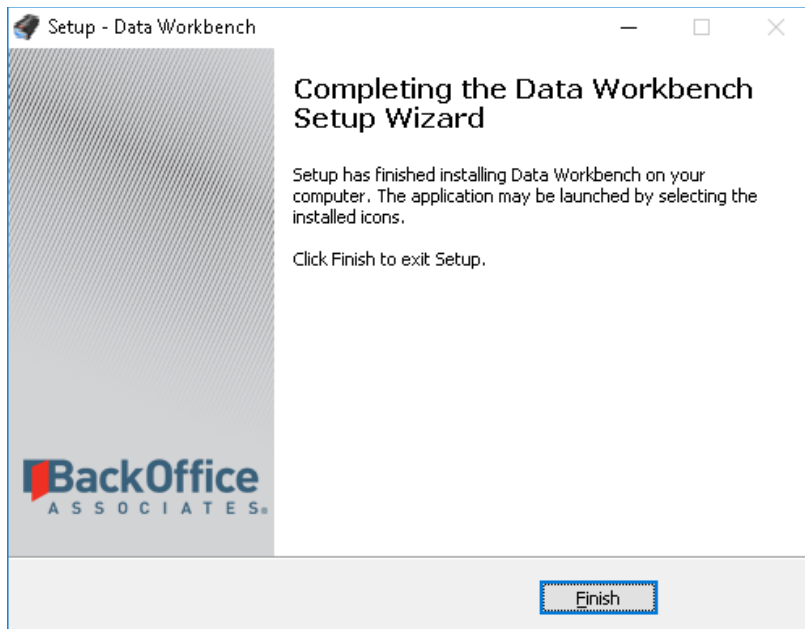 Setup - Data Workbench
Completing the Data Workbench
Setup Wizard
Setup has finished installing Data Workbench on your
computer. The application may be launched by selecting the
installed icons.
Click Finish to exit Setup.
BackOffice
ASSOCIATES®
Finish